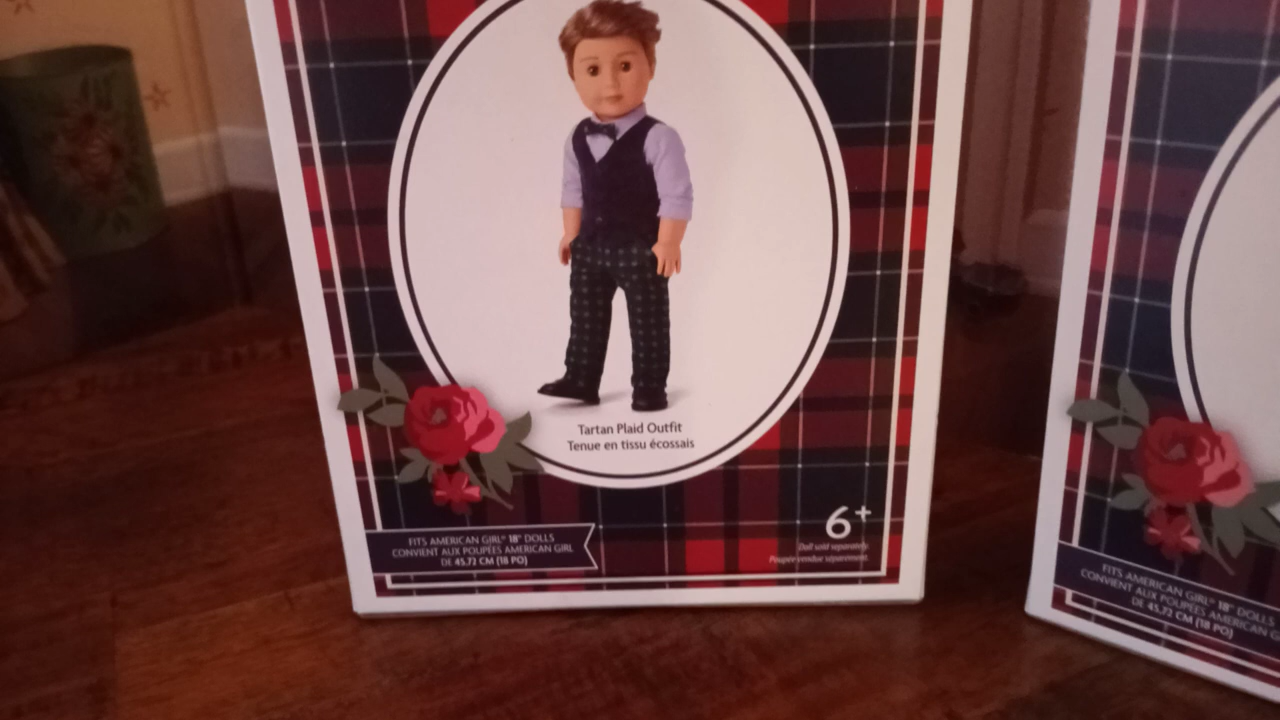 Tartan Plaid Outfit
Tenue en tissu écossais
6+
Doll sold separately.
Poupée vendue séparément.
FITS AMERICAN GIRL® 18" DOLLS
CONVIENT AUX POUPÉES AMERICAN GIRL
DE 45,72 CM (18 PO)
FITS AMERICAN GIRL® 18" DOLLS
CONVIENT AUX POUPÉES AMERICAN
DE 45,72 CM (18 PO)